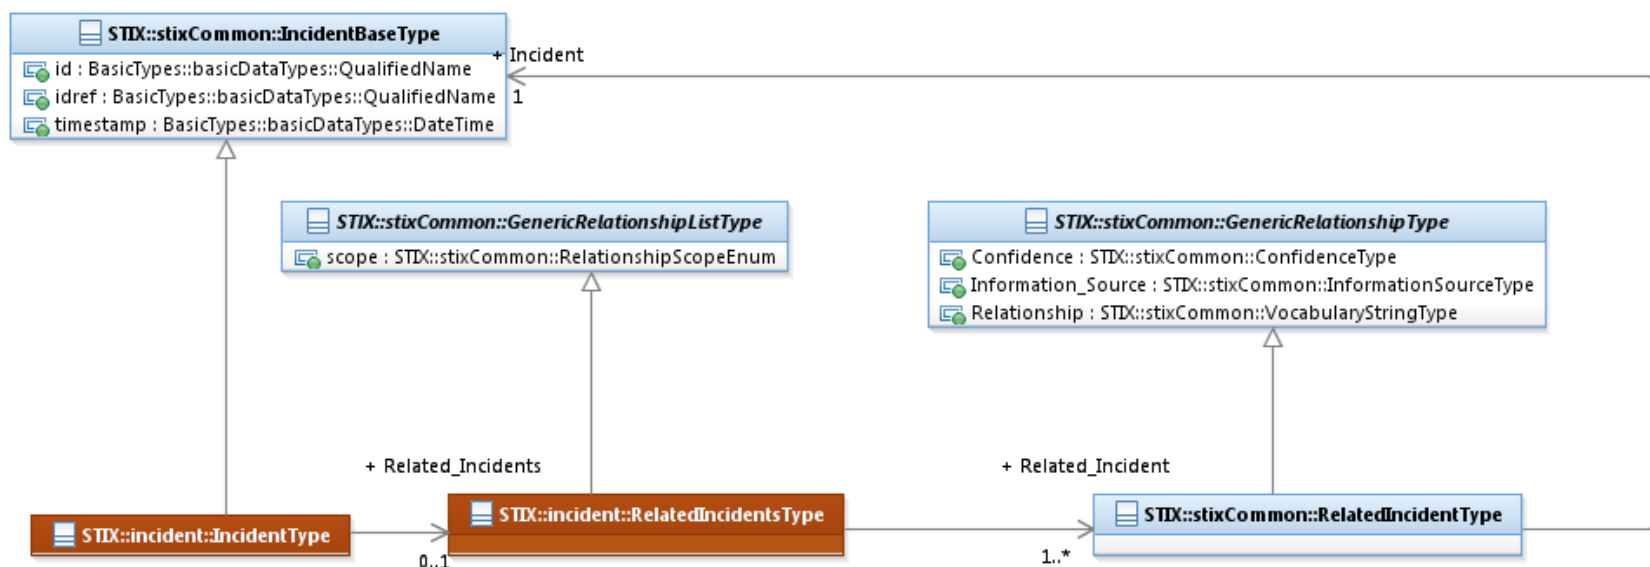 STIX::stixCommon::IncidentBaseType
id : BasicTypes::basicDataTypes::QualifiedName
idref : BasicTypes::basicDataTypes::QualifiedName
timestamp : BasicTypes::basicDataTypes::DateTime
+ Incident
1
STIX::stixCommon::GenericRelationshipListType
scope : STIX::stixCommon::RelationshipScopeEnum
STIX::stixCommon::GenericRelationshipType
Confidence : STIX::stixCommon::ConfidenceType
Information_Source : STIX::stixCommon::InformationSourceType
Relationship : STIX::stixCommon::VocabularyStringType
+ Related_Incidents
+ Related_Incident
STIX::incident::IncidentType
0..1
STIX::incident::RelatedIncidentsType
1..*
STIX::stixCommon::RelatedIncidentType